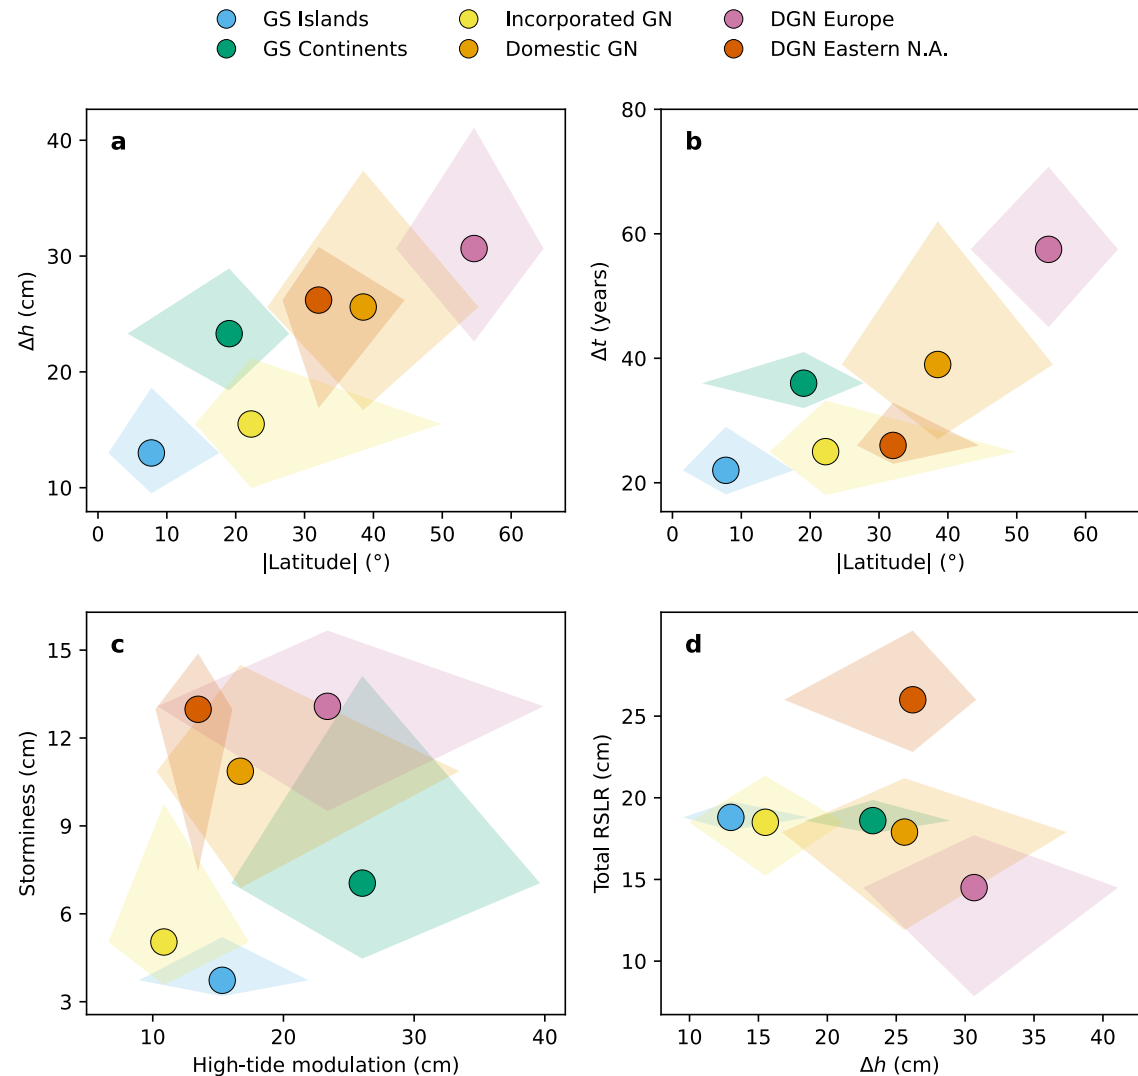 GS Islands
GS Continents
Incorporated GN
Domestic GN
DGN Europe
DGN Eastern N.A.
a
40
30
20
10
0 10 20 30 40 50 60
Δh (cm)
|Latitude| (°)
b
80
60
40
20
0 10 20 30 40 50 60
Δt (years)
|Latitude| (°)
c
15
12
9
6
3
10 20 30 40
Storminess (cm)
High-tide modulation (cm)
d
25
20
15
10
10 15 20 25 30 35 40
Total RSLR (cm)
Δh (cm)